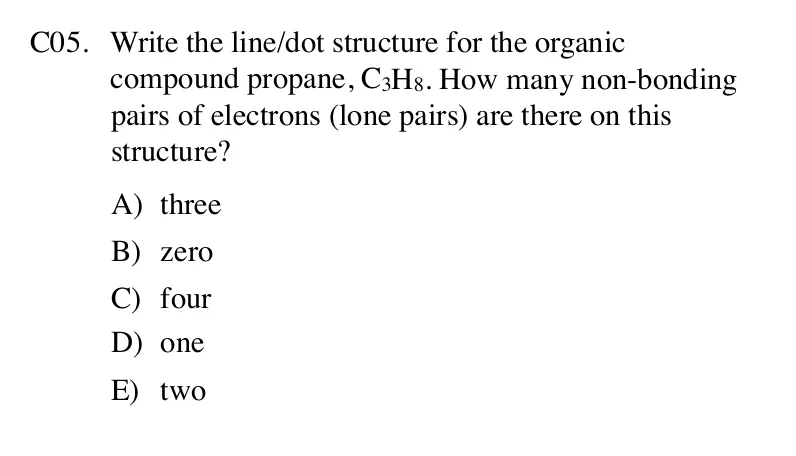 C05. Write the line/dot structure for the organic
compound propane, C₃H₈. How many non-bonding
pairs of electrons (lone pairs) are there on this
structure?
A) three
B) zero
C) four
D) one
E) two